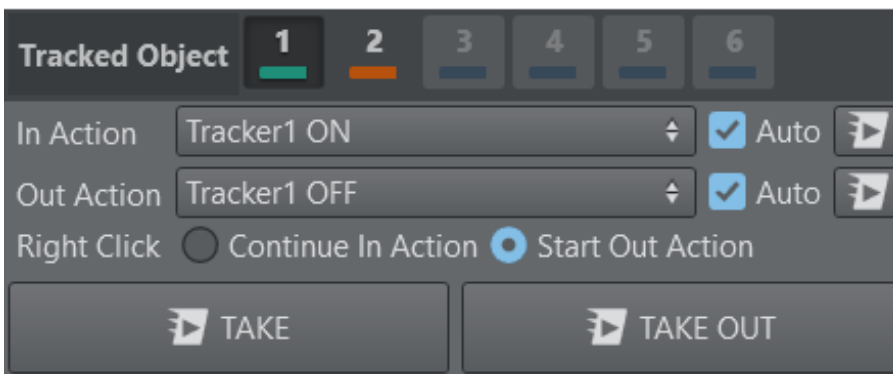 Tracked Object 1 2 3 4 5 6
In Action Tracker1 ON Auto
Out Action Tracker1 OFF Auto
Right Click Continue In Action Start Out Action
TAKE TAKE OUT